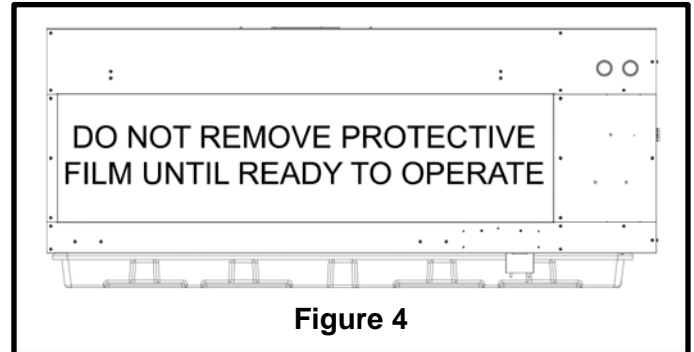 DO NOT REMOVE PROTECTIVE
FILM UNTIL READY TO OPERATE
Figure 4